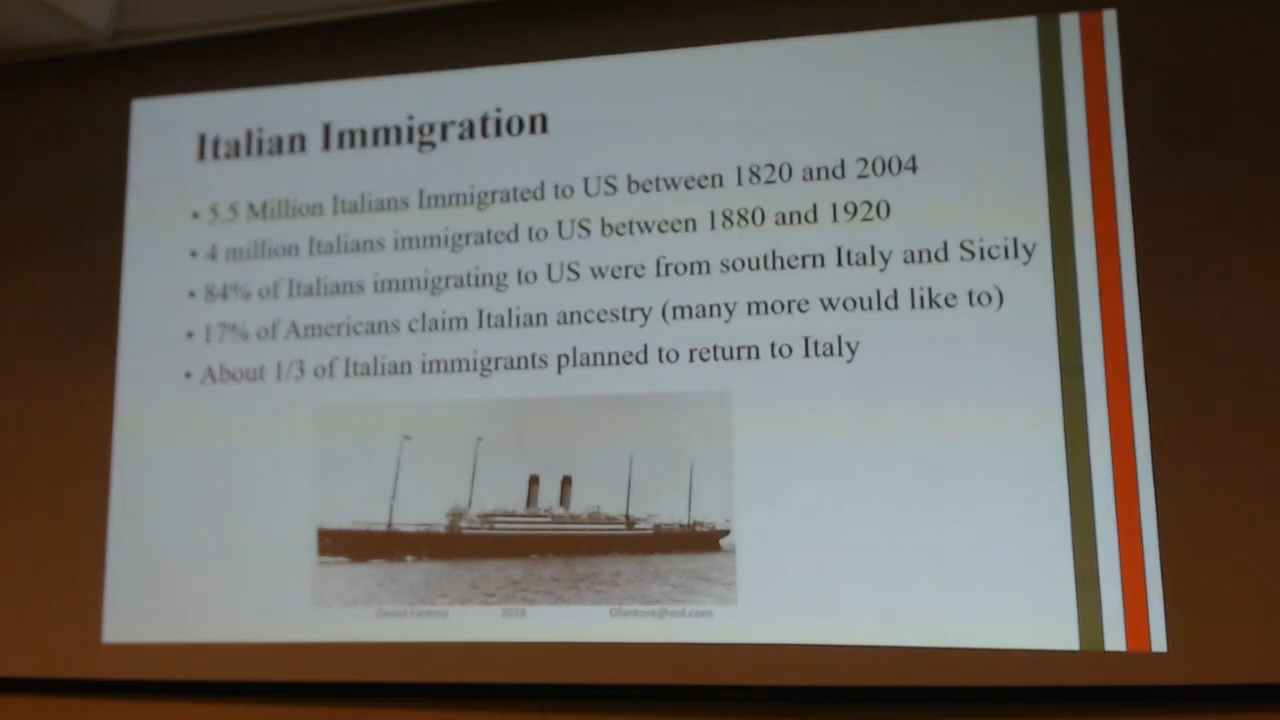 Italian Immigration
• 5.5 Million Italians Immigrated to US between 1820 and 2004
• 4 million Italians immigrated to US between 1880 and 1920
• 84% of Italians immigrating to US were from southern Italy and Sicily
• 17% of Americans claim Italian ancestry (many more would like to)
• About 1/3 of Italian immigrants planned to return to Italy
2018